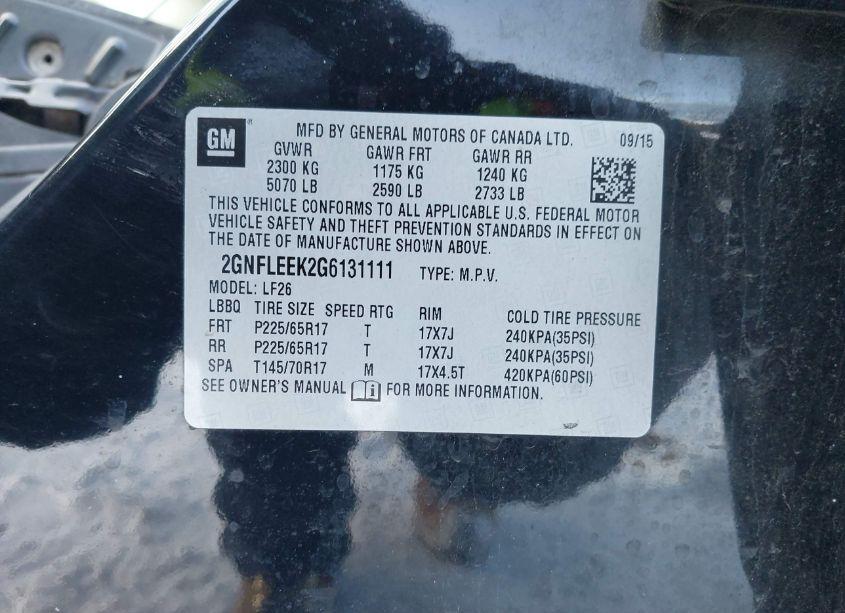 GM ® MFD BY GENERAL MOTORS OF CANADA LTD. 09/15
GVWR GAWR FRT GAWR RR
2300 KG 1175 KG 1240 KG
5070 LB 2590 LB 2733 LB
THIS VEHICLE CONFORMS TO ALL APPLICABLE U.S. FEDERAL MOTOR
VEHICLE SAFETY AND THEFT PREVENTION STANDARDS IN EFFECT ON
THE DATE OF MANUFACTURE SHOWN ABOVE.
2GNFLEEK2G6131111 TYPE: M.P.V.
MODEL: LF26
LBBQ TIRE SIZE SPEED RTG RIM COLD TIRE PRESSURE
FRT P225/65R17 T 17X7J 240KPA(35PSI)
RR P225/65R17 T 17X7J 240KPA(35PSI)
SPA T145/70R17 M 17X4.5T 420KPA(60PSI)
SEE OWNER'S MANUAL FOR MORE INFORMATION.